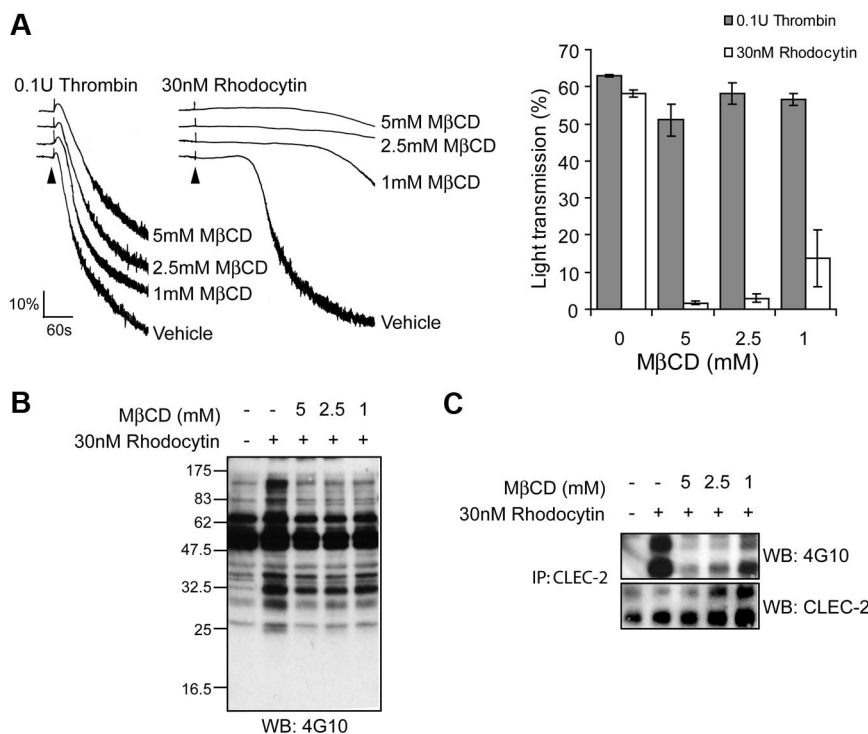 A
0.1U Thrombin
30nM Rhodocytin
5mM MβCD
2.5mM MβCD
1mM MβCD
Vehicle
10%
60s
5mM MβCD
2.5mM MβCD
1mM MβCD
Vehicle
0.1U Thrombin
30nM Rhodocytin
Light transmission (%)
70
60
50
40
30
20
10
0
0 5 2.5 1
MβCD (mM)
B
MβCD (mM) - - 5 2.5 1
30nM Rhodocytin - + + + +
175
83
62
47.5
32.5
25
16.5
WB: 4G10
C
MβCD (mM) - - 5 2.5 1
30nM Rhodocytin - + + + +
IP: CLEC-2
WB: 4G10
WB: CLEC-2